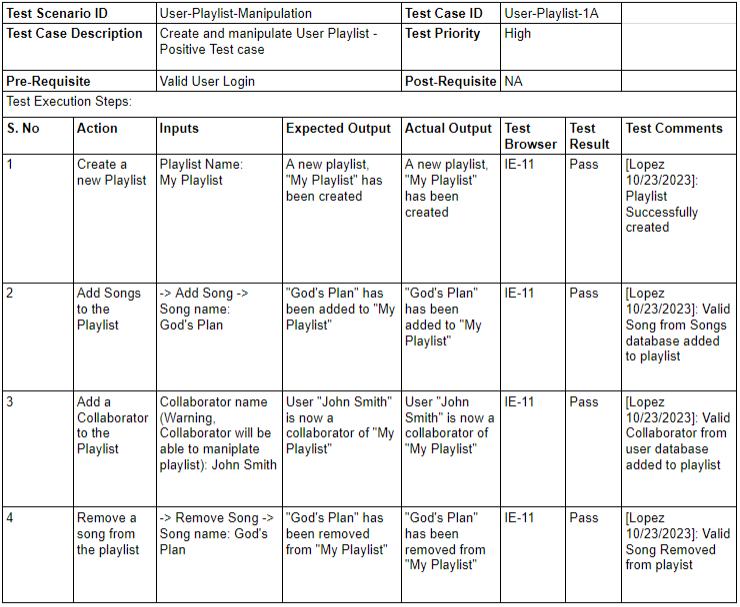 Test Scenario ID User-Playlist-Manipulation Test Case ID User-Playlist-1A
Test Case Description Create and manipulate User Playlist - Test Priority High
Positive Test case
Pre-Requisite Valid User Login Post-Requisite NA
Test Execution Steps:
S. No Action Inputs Expected Output Actual Output Test Test Test Comments
Browser Result
1 Create a Playlist Name: A new playlist, A new playlist, IE-11 Pass [Lopez
new Playlist My Playlist "My Playlist" has "My Playlist" 10/23/2023]:
been created has been Playlist
created Successfully
created
2 Add Songs -> Add Song -> "God's Plan" has "God's Plan" IE-11 Pass [Lopez
to the Song name: been added to "My has been 10/23/2023]: Valid
Playlist God's Plan Playlist" added to "My Song from Songs
Playlist" database added
to playlist
3 Add a Collaborator name User "John Smith" User "John IE-11 Pass [Lopez
Collaborator (Warning, is now a Smith" is now a 10/23/2023]: Valid
to the Collaborator will be collaborator of "My collaborator of Collaborator from
Playlist able to maniplate Playlist" "My Playlist" user database
playlist): John Smith added to playlist
4 Remove a -> Remove Song -> "God's Plan" has "God's Plan" IE-11 Pass [Lopez
song from Song name: God's been removed has been 10/23/2023]: Valid
the playlist Plan from "My Playlist" removed from Song Removed
"My Playlist" from playist